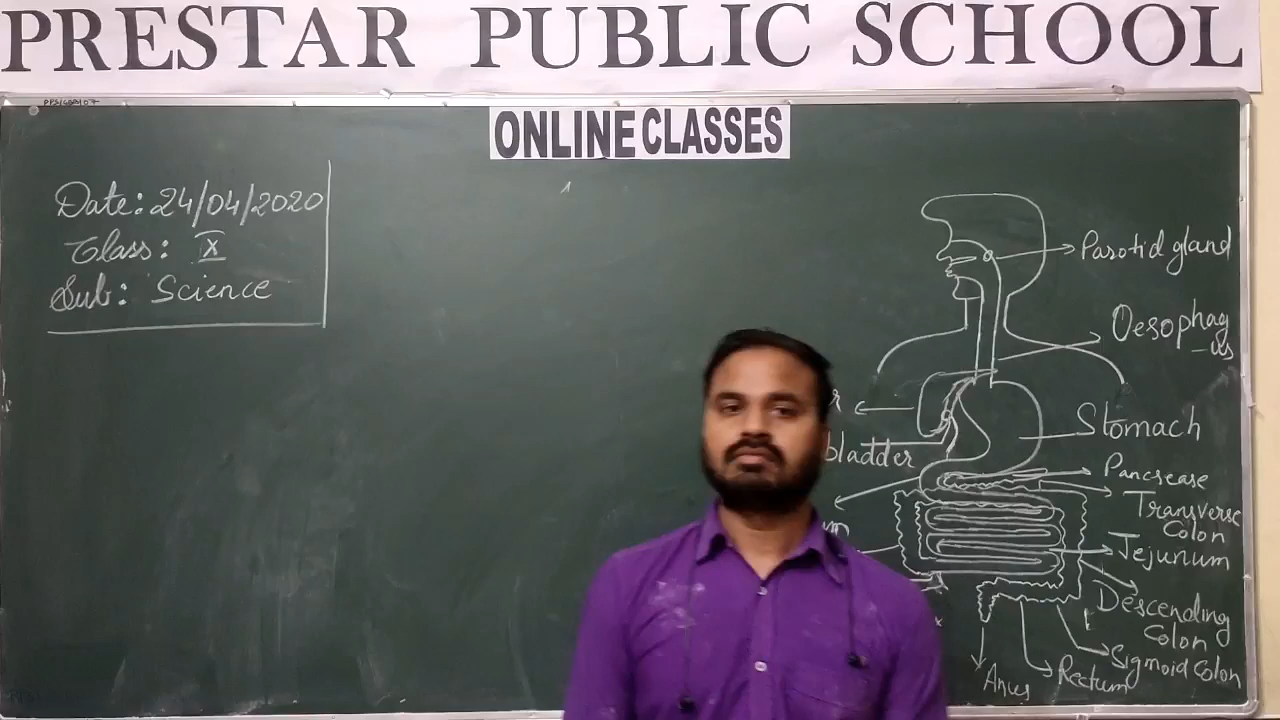 PRESTAR PUBLIC SCHOOL
ONLINE CLASSES
Date: 24/04/2020
Class: X
Sub: Science
Parotid gland
Oesophag
-us
Stomach
bladder
Pancrease
Transverse
Colon
Jejunum
Descending
Colon
Sigmoid Colon
Rectum
Anus